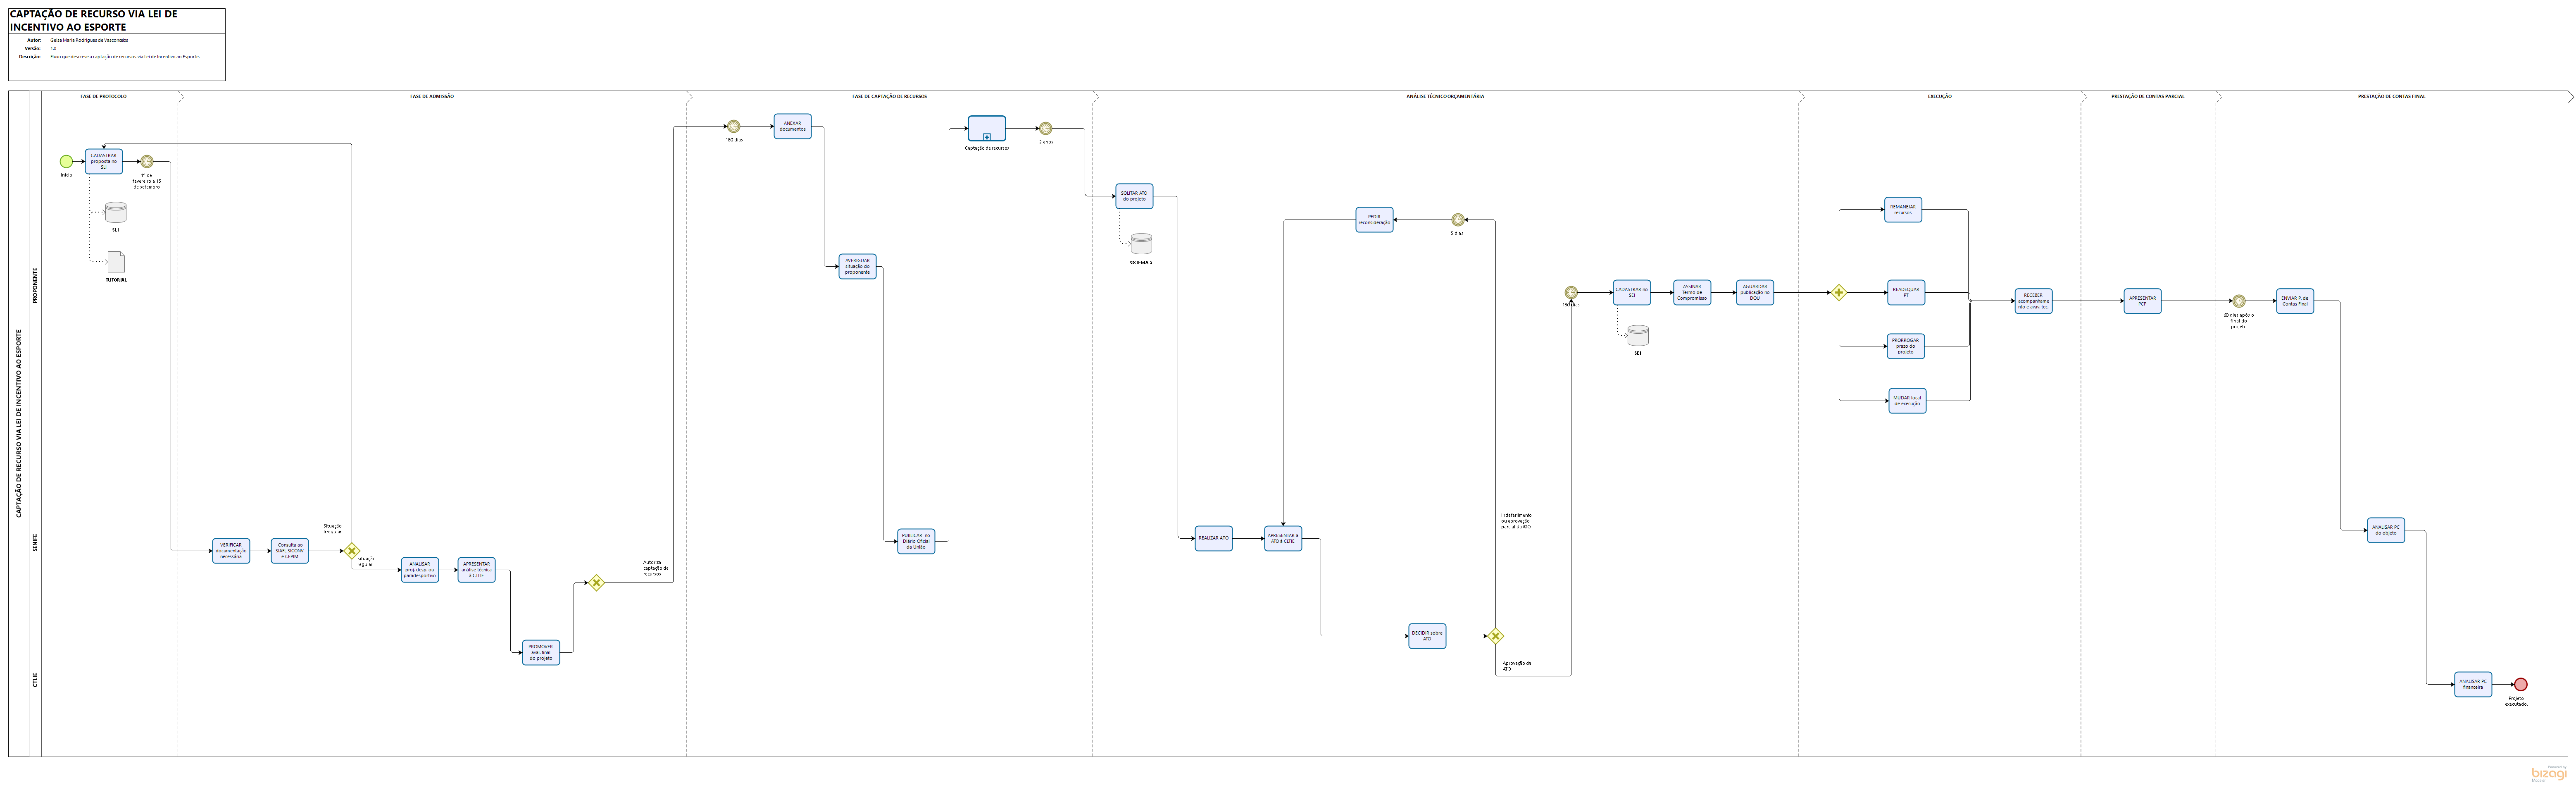 CAPTAÇÃO DE RECURSO VIA LEI DE
INCENTIVO AO ESPORTE
Autor: Gelsa Maria Rodrigues de Vasconcelos
Versão: 1.0
Descrição: Fluxo que descreve a captação de recursos via Lei de Incentivo ao Esporte.
CAPTAÇÃO DE RECURSO VIA LEI DE INCENTIVO AO ESPORTE
PROPONENTE
SENIFE
CTLIE
FASE DE PROTOCOLO
FASE DE ADMISSÃO
FASE DE CAPTAÇÃO DE RECURSOS
ANÁLISE TÉCNICO ORÇAMENTÁRIA
EXECUÇÃO
PRESTAÇÃO DE CONTAS PARCIAL
PRESTAÇÃO DE CONTAS FINAL
Início
CADASTRAR
proposta no
SLI
1º de
fevereiro a 15
de setembro
SLI
TUTORIAL
VERIFICAR
documentação
necessária
Consulta ao
SIAFI, SICONV
e CEPIM
Situação
irregular
Situação
regular
ANALISAR
proj. desp. ou
paradesportivo
APRESENTAR
análise técnica
à CTLIE
PROMOVER
aval. final
do projeto
Autoriza
captação de
recursos
180 dias
ANEXAR
documentos
AVERIGUAR
situação do
proponente
PUBLICAR no
Diário Oficial
da União
Captação de recursos
2 anos
SOLITAR ATO
do projeto
SISTEMA X
REALIZAR ATO
APRESENTAR a
ATO à CLTIE
PEDIR
reconsideração
5 dias
DECIDIR sobre
ATO
Indeferimento
ou aprovação
parcial da ATO
Aprovação da
ATO
180 dias
CADASTRAR no
SEI
SEI
ASSINAR
Termo de
Compromisso
AGUARDAR
publicação no
DOU
REMANEJAR
recursos
READEQUAR
PT
PRORROGAR
prazo do
projeto
MUDAR local
de execução
RECEBER
acompanhame
nto e aval. tec.
APRESENTAR
PCP
60 dias após o
final do
projeto
ENVIAR P. de
Contas Final
ANALISAR PC
do objeto
ANALISAR PC
financeira
Projeto
executado.
Powered by
bizagi
Modeler